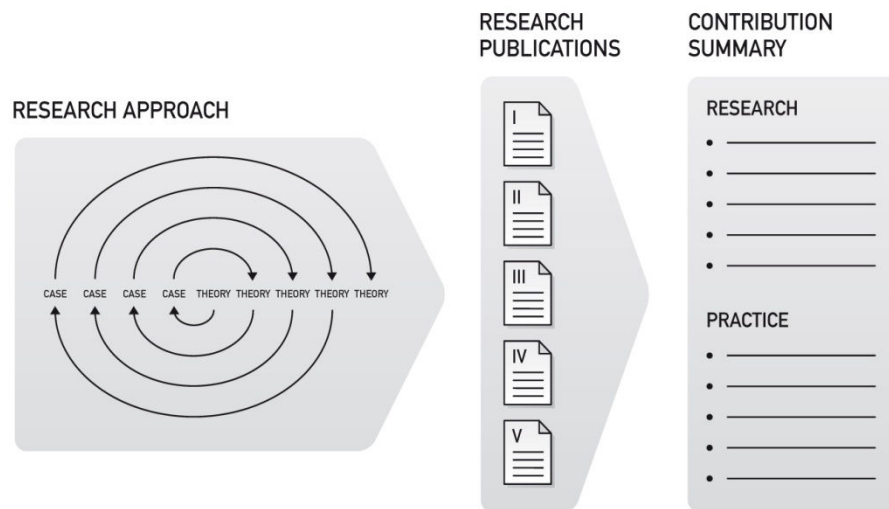 RESEARCH APPROACH
CASE CASE CASE CASE THEORY THEORY THEORY THEORY THEORY
RESEARCH
PUBLICATIONS
I
II
III
IV
V
CONTRIBUTION
SUMMARY
RESEARCH
PRACTICE